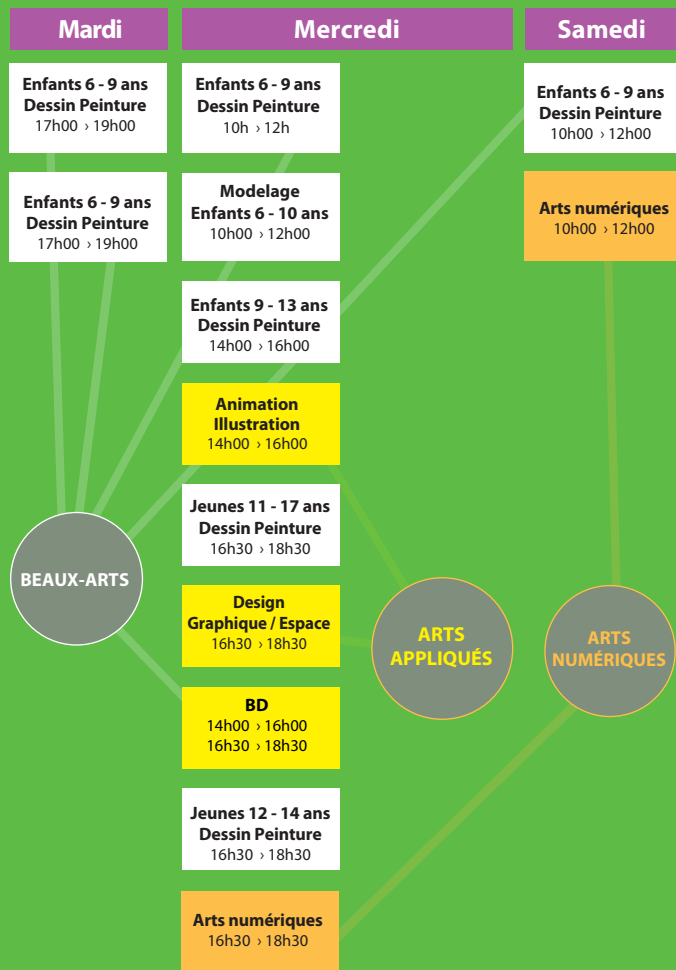 Mardi
Mercredi
Samedi
Enfants 6 - 9 ans
Dessin Peinture
17h00 › 19h00
Enfants 6 - 9 ans
Dessin Peinture
17h00 › 19h00
Enfants 6 - 9 ans
Dessin Peinture
10h › 12h
Modelage
Enfants 6 - 10 ans
10h00 › 12h00
Enfants 9 - 13 ans
Dessin Peinture
14h00 › 16h00
Animation
Illustration
14h00 › 16h00
Jeunes 11 - 17 ans
Dessin Peinture
16h30 › 18h30
Design
Graphique / Espace
16h30 › 18h30
BD
14h00 › 16h00
16h30 › 18h30
Jeunes 12 - 14 ans
Dessin Peinture
16h30 › 18h30
Arts numériques
16h30 › 18h30
Enfants 6 - 9 ans
Dessin Peinture
10h00 › 12h00
Arts numériques
10h00 › 12h00
BEAUX-ARTS
ARTS
APPLIQUÉS
ARTS
NUMÉRIQUES